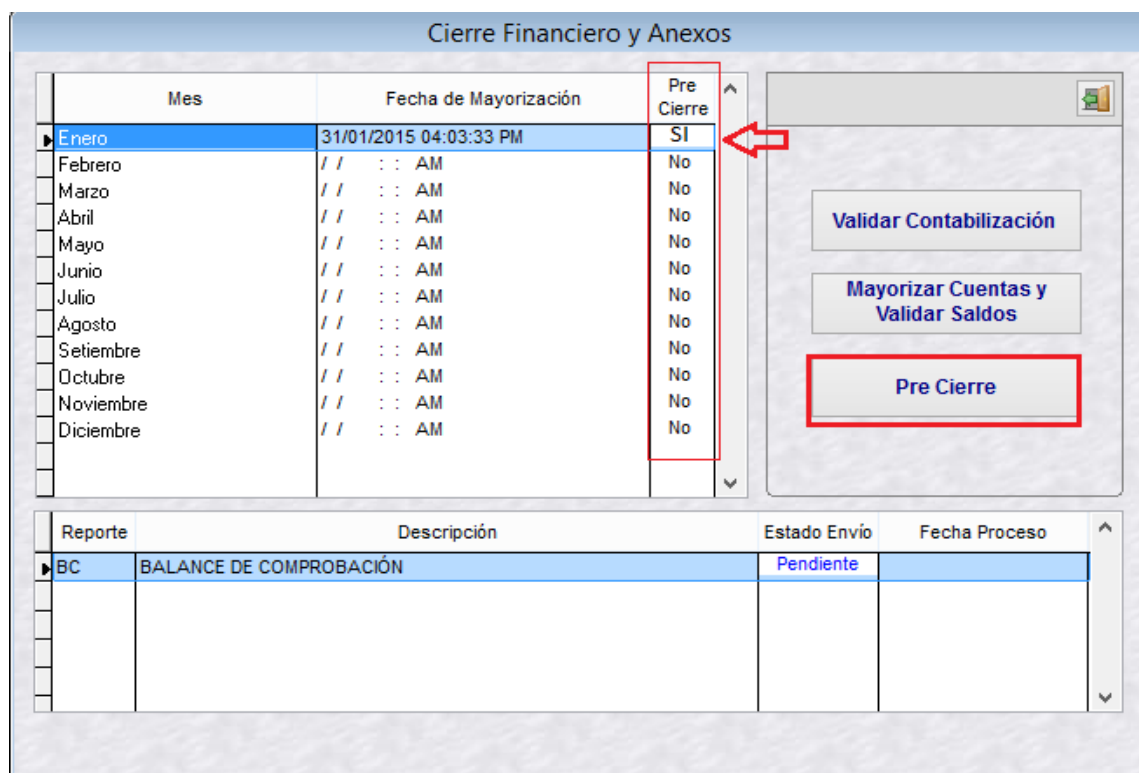 Cierre Financiero y Anexos
Mes Fecha de Mayorización Pre Cierre
Enero 31/01/2015 04:03:33 PM SI
Febrero / / : : AM No
Marzo / / : : AM No
Abril / / : : AM No
Mayo / / : : AM No
Junio / / : : AM No
Julio / / : : AM No
Agosto / / : : AM No
Setiembre / / : : AM No
Octubre / / : : AM No
Noviembre / / : : AM No
Diciembre / / : : AM No
Validar Contabilización
Mayorizar Cuentas y
Validar Saldos
Pre Cierre
Reporte Descripción Estado Envío Fecha Proceso
BC BALANCE DE COMPROBACIÓN Pendiente